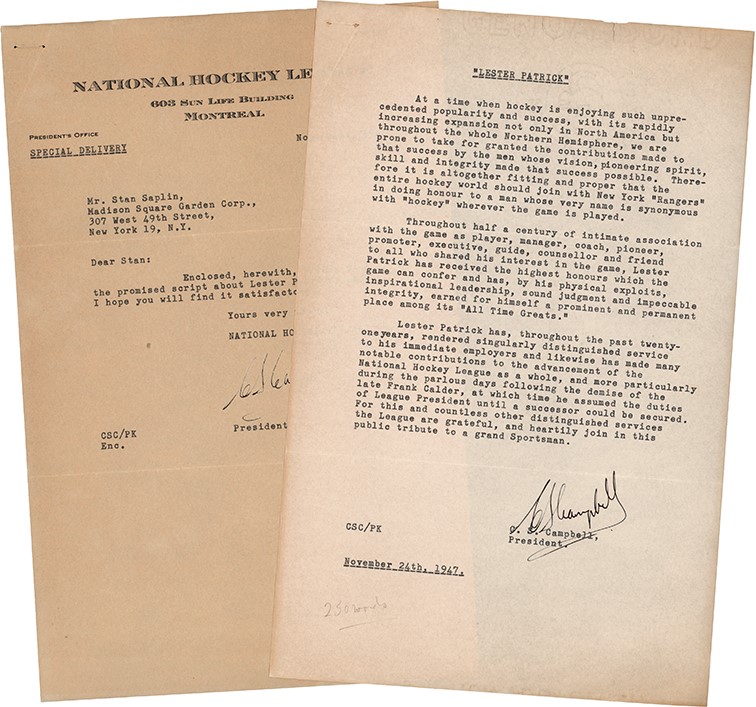 NATIONAL HOCKEY LE
603 SUN LIFE BUILDING
MONTREAL
PRESIDENT'S OFFICE
No
SPECIAL DELIVERY
Mr. Stan Saplin,
Madison Square Garden Corp.,
307 West 49th Street,
New York 19, N.Y.
Dear Stan:
Enclosed, herewith,
the promised script about Lester P
I hope you will find it satisfacto
Yours very
NATIONAL HO
President
CSC/PK
Enc.
"LESTER PATRICK"
At a time when hockey is enjoying such unpre-
cedented popularity and success, with its rapidly
increasing expansion not only in North America but
throughout the whole Northern Hemisphere, we are
prone to take for granted the contributions made to
that success by the men whose vision, pioneering spirit,
skill and integrity made that success possible. There-
fore it is altogether fitting and proper that the
entire hockey world should join with New York "Rangers"
in doing honour to a man whose very name is synonymous
with "hockey" wherever the game is played.
Throughout half a century of intimate association
with the game as player, manager, coach, pioneer,
promoter, executive, guide, counsellor and friend
to all who shared his interest in the game, Lester
Patrick has received the highest honours which the
game can confer and has, by his physical exploits,
inspirational leadership, sound judgment and impeccable
integrity, earned for himself a prominent and permanent
place among its "All Time Greats."
Lester Patrick has, throughout the past twenty-
one years, rendered singularly distinguished service
to his immediate employers and likewise has made many
notable contributions to the advancement of the
National Hockey League as a whole, and more particularly
during the parlous days following the demise of the
late Frank Calder, at which time he assumed the duties
of League President until a successor could be secured.
For this and countless other distinguished services
the League are grateful, and heartily join in this
public tribute to a grand Sportsman.
CSCampbell
C. S. Campbell,
President.
CSC/PK
November 24th, 1947.
250 words